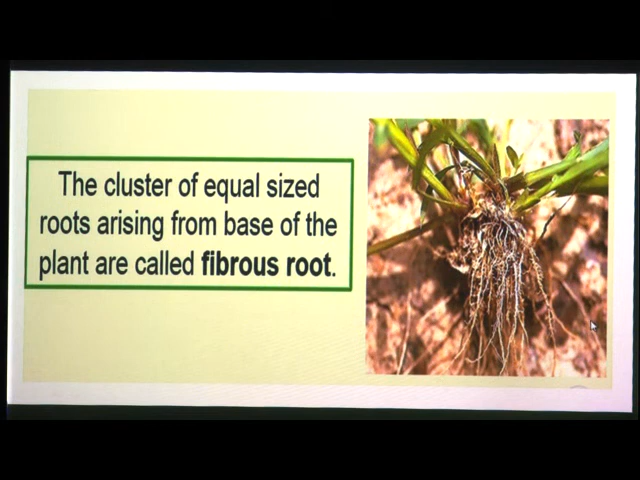 The cluster of equal sized
roots arising from base of the
plant are called fibrous root.